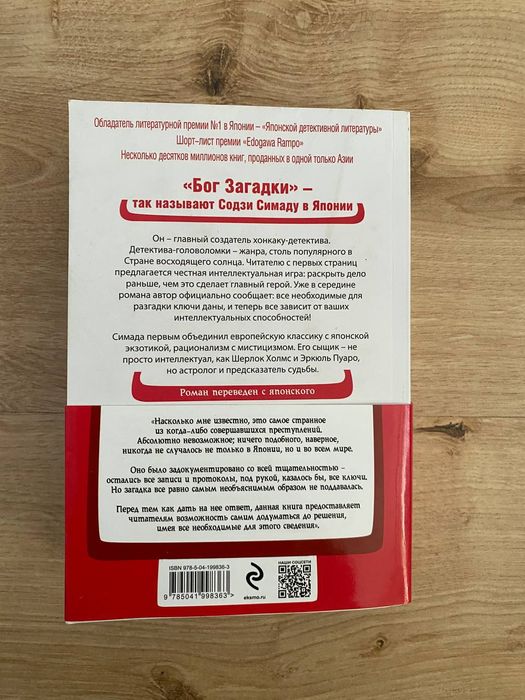 Обладатель литературной премии №1 в Японии – «Японской детективной литературы»
Шорт-лист премии «Edogawa Rampo»
Несколько десятков миллионов книг, проданных в одной только Азии
«Бог Загадки» –
так называют Содзи Симаду в Японии
Он – главный создатель хонкаку-детектива.
Детектива-головоломки – жанра, столь популярного в
Стране восходящего солнца. Читателю с первых страниц
предлагается честная интеллектуальная игра: раскрыть дело
раньше, чем это сделает главный герой. Уже в середине
романа автор официально сообщает: все необходимые для
разгадки ключи даны, и теперь все зависит от ваших
интеллектуальных способностей!
Симада первым объединил европейскую классику с японской
экзотикой, рационализм с мистицизмом. Его сыщик – не
просто интеллектуал, как Шерлок Холмс и Эркюль Пуаро,
но астролог и предсказатель судьбы.
Роман переведен с японского
«Насколько мне известно, это самое странное
из когда-либо совершавшихся преступлений.
Абсолютно невозможное; ничего подобного, наверное,
никогда не случалось не только в Японии, но и во всем мире.
Оно было задокументировано со всей тщательностью –
остались все записи и протоколы, под рукой, казалось бы, все ключи.
Но загадка все равно самым необъяснимым образом не поддавалась.
Перед тем как дать на нее ответ, данная книга предоставляет
читателям возможность самим додуматься до решения,
имея все необходимые для этого сведения».
ISBN 978-5-04-199836-3
9 785041 998363
eksmo.ru
НАШИ СОЦСЕТИ